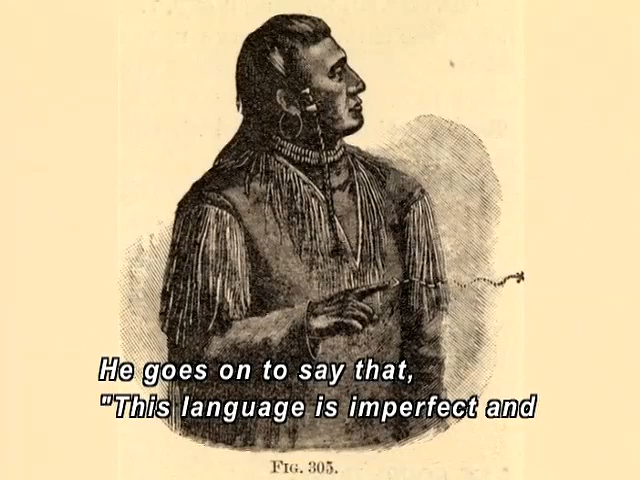 He goes on to say that,
"This language is imperfect and
FIG. 305.